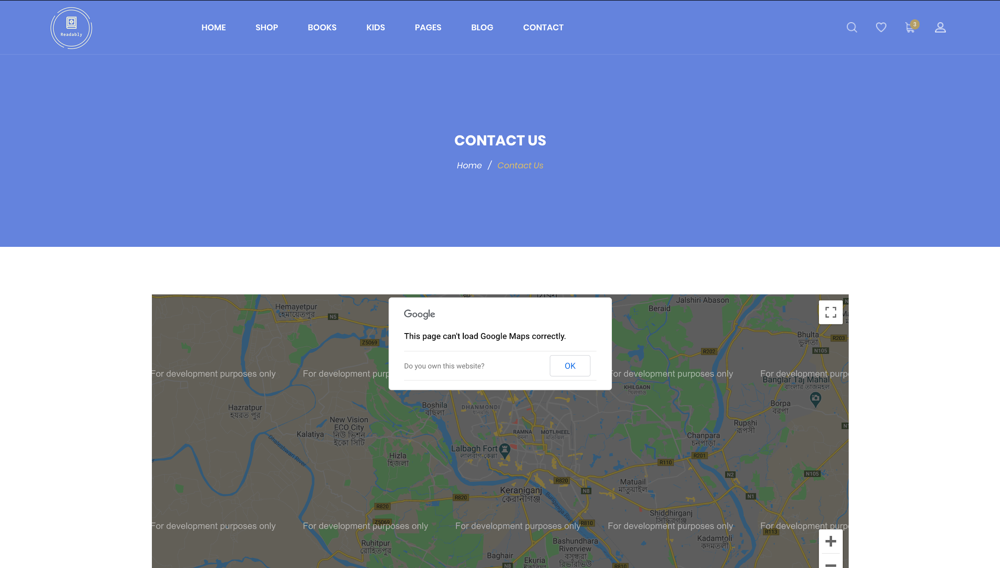 Readably
HOME
SHOP
BOOKS
KIDS
PAGES
BLOG
CONTACT
3
CONTACT US
Home / Contact Us
Google
This page can't load Google Maps correctly.
Do you own this website?
OK
Hemayetpur
হেমায়েতপুর
N5
Z5069
Jalshiri Abason
Beraid
Bhulta
ভুলতা
R203
N105
R202
For development purposes only
For development purp
For development purposes only
For development purp
Banglar Taj Mahal
বাংলার তাজমহল
KHILGAON
খিলগাও
Borpa
বরপা
Hazratpur
হযরত পুর
Boshila
বছিলা
DHANMONDI
ধানমন্ডি
New Vision
ECO City
নিউ ভিশন
ইকো সিটি
Kalatiya
Dhaleshwari River
RAMNA
রমনা
MOTIJHEEL
মতিঝিল
Rupshi
রূপসী
Chanpara
চনপাড়া
Lalbagh Fort
লালবাগ কেল্লা
Hizla
হিজলা
R201
R110
N2
N105
R820
Matuail
মাতুয়াইল
N8
Keraniganj
কেরানীগঞ্জ
N1
R820
R820
Buriganga River
Shiddhirganj
সিদ্ধিরগঞ্জ
Z5069
R810
R113
For development purposes only
For development purposes only
For development purposes only
For development purposes only
For development purp
Ruhitpur
রোহিতপুর
Bashundhara
Riverview
বসুন্ধরা
রিভারভিউ
Kadamtoli
কদমতলী
Baghair
Ekuria
N8
R810